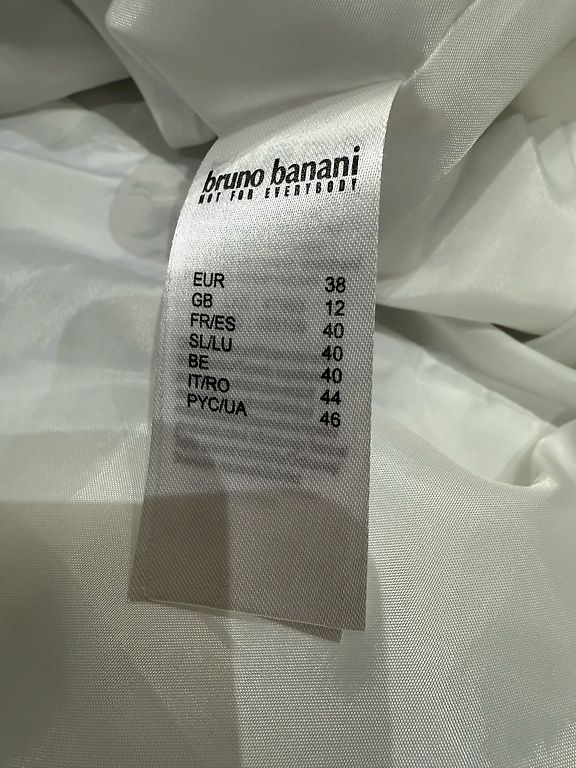 bruno banani
NOT FOR EVERYBODY
EUR 38
GB 12
FR/ES 40
SL/LU 40
BE 40
IT/RO 44
PYC/UA 46